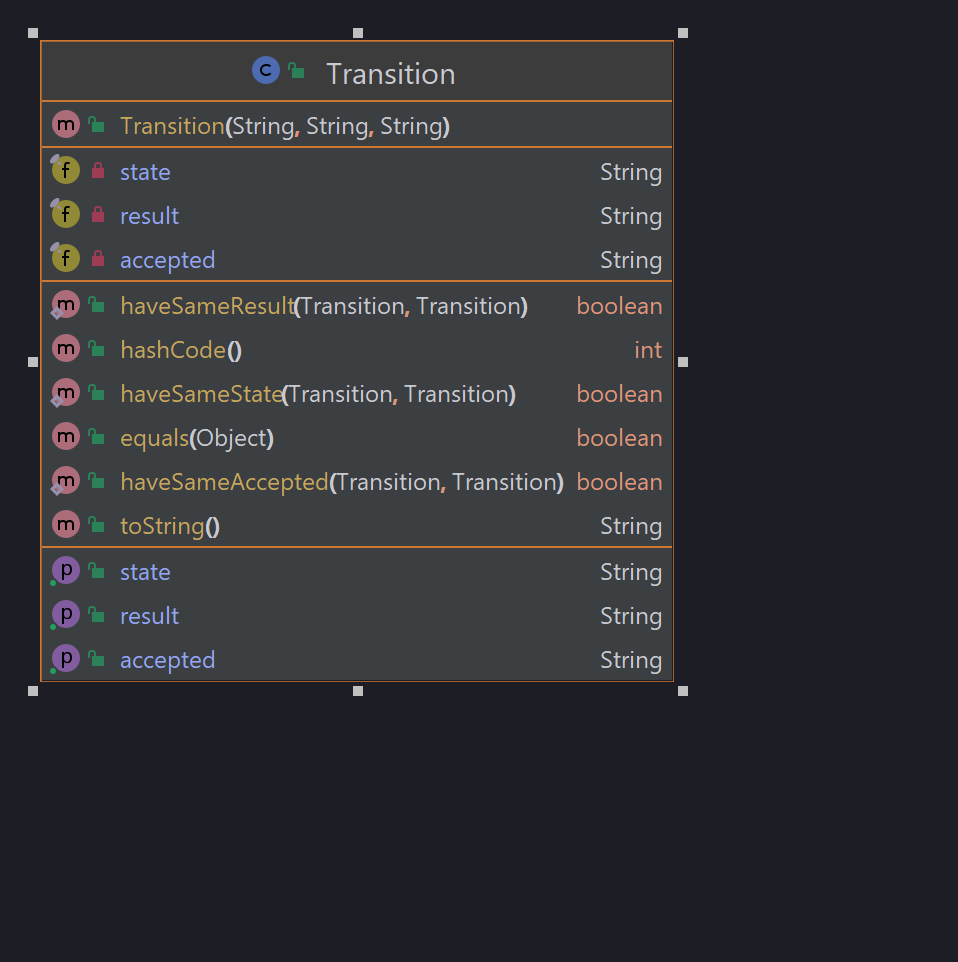 C Transition
m Transition(String, String, String)
f state String
f result String
f accepted String
m haveSameResult(Transition, Transition) boolean
m hashCode() int
m haveSameState(Transition, Transition) boolean
m equals(Object) boolean
m haveSameAccepted(Transition, Transition) boolean
m toString() String
p state String
p result String
p accepted String